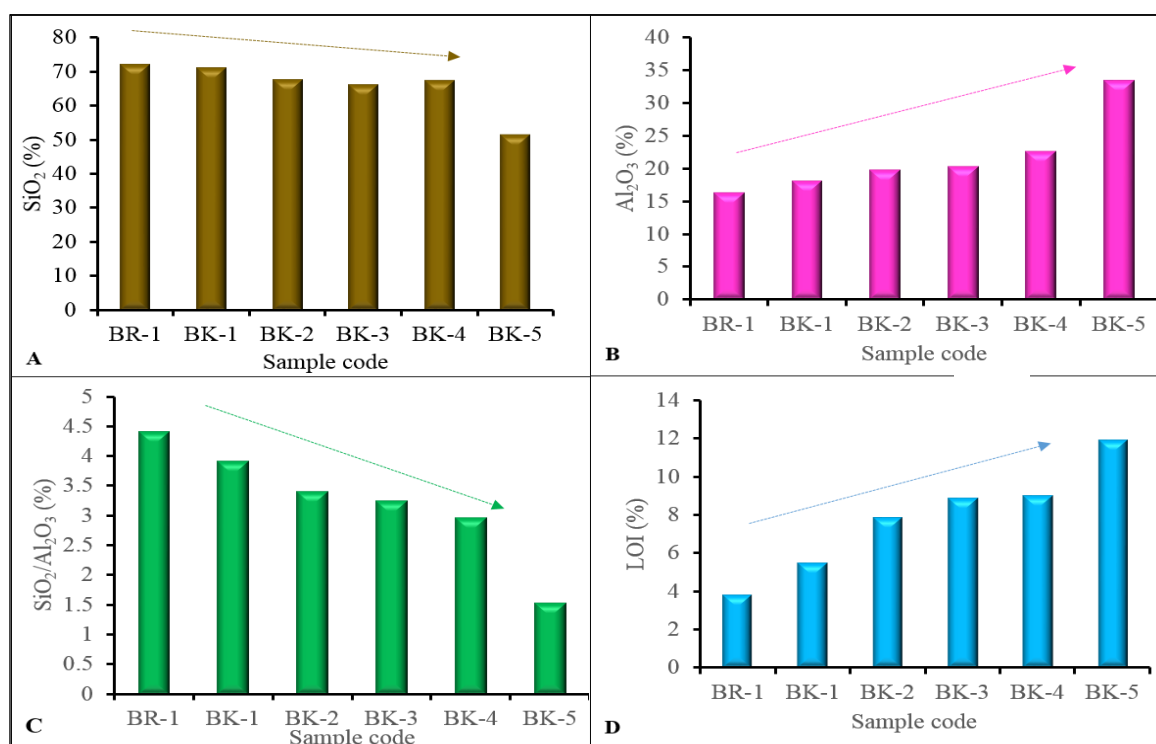 80
70
60
50
40
30
20
10
0
SiO₂ (%)
BR-1 BK-1 BK-2 BK-3 BK-4 BK-5
Sample code
A
40
35
30
25
20
15
10
5
0
Al₂O₃ (%)
BR-1 BK-1 BK-2 BK-3 BK-4 BK-5
Sample code
B
5
4.5
4
3.5
3
2.5
2
1.5
1
0.5
0
SiO₂/Al₂O₃ (%)
BR-1 BK-1 BK-2 BK-3 BK-4 BK-5
Sample code
C
14
12
10
8
6
4
2
0
LOI (%)
BR-1 BK-1 BK-2 BK-3 BK-4 BK-5
Sample code
D